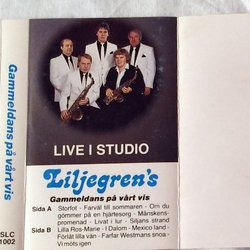 Gammeldans på vårt vis
SLC
1002
LIVE I STUDIO
Liljegren's
Gammeldans på vårt vis
Sida A Storfot - Farväl till sommaren - Om du
gömmer på en hjärtesorg - Månskens-
promenad - Livat i lur - Siljans strand
Sida B Lilla Ros-Marie - I Dalom - Mexico land -
Förlåt lilla vän - Farfar Westmans snoa -
Vi möts igen